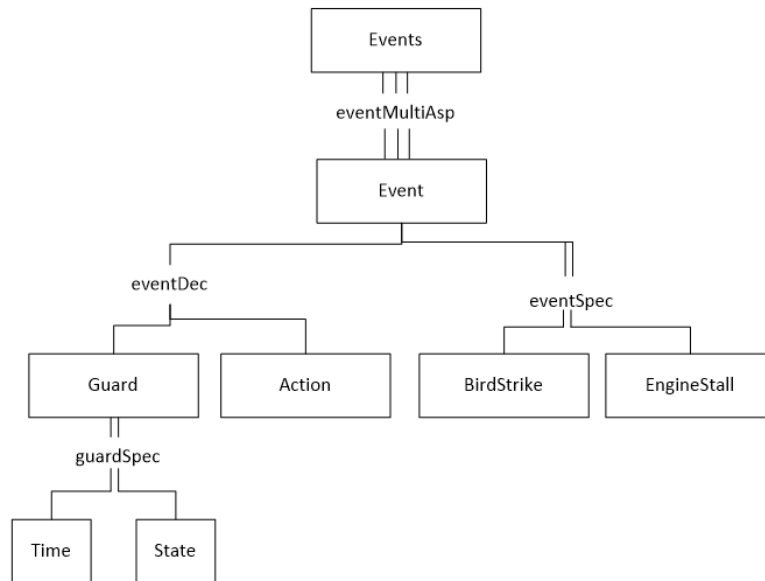 Events
eventMultiAsp
Event
eventDec
eventSpec
Guard
Action
BirdStrike
EngineStall
guardSpec
Time
State